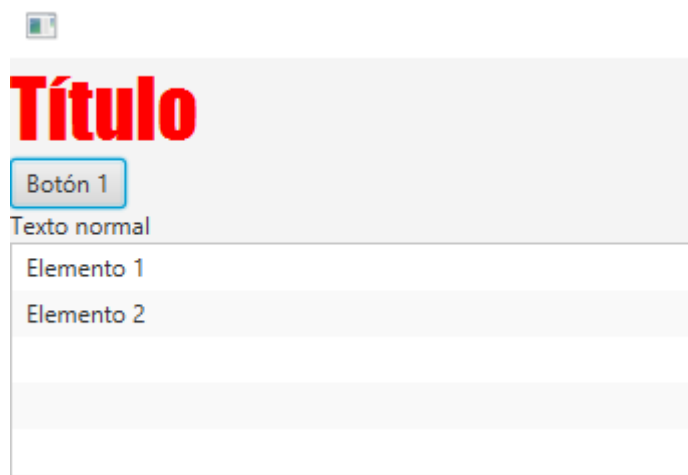 Título
Botón 1
Texto normal
Elemento 1
Elemento 2